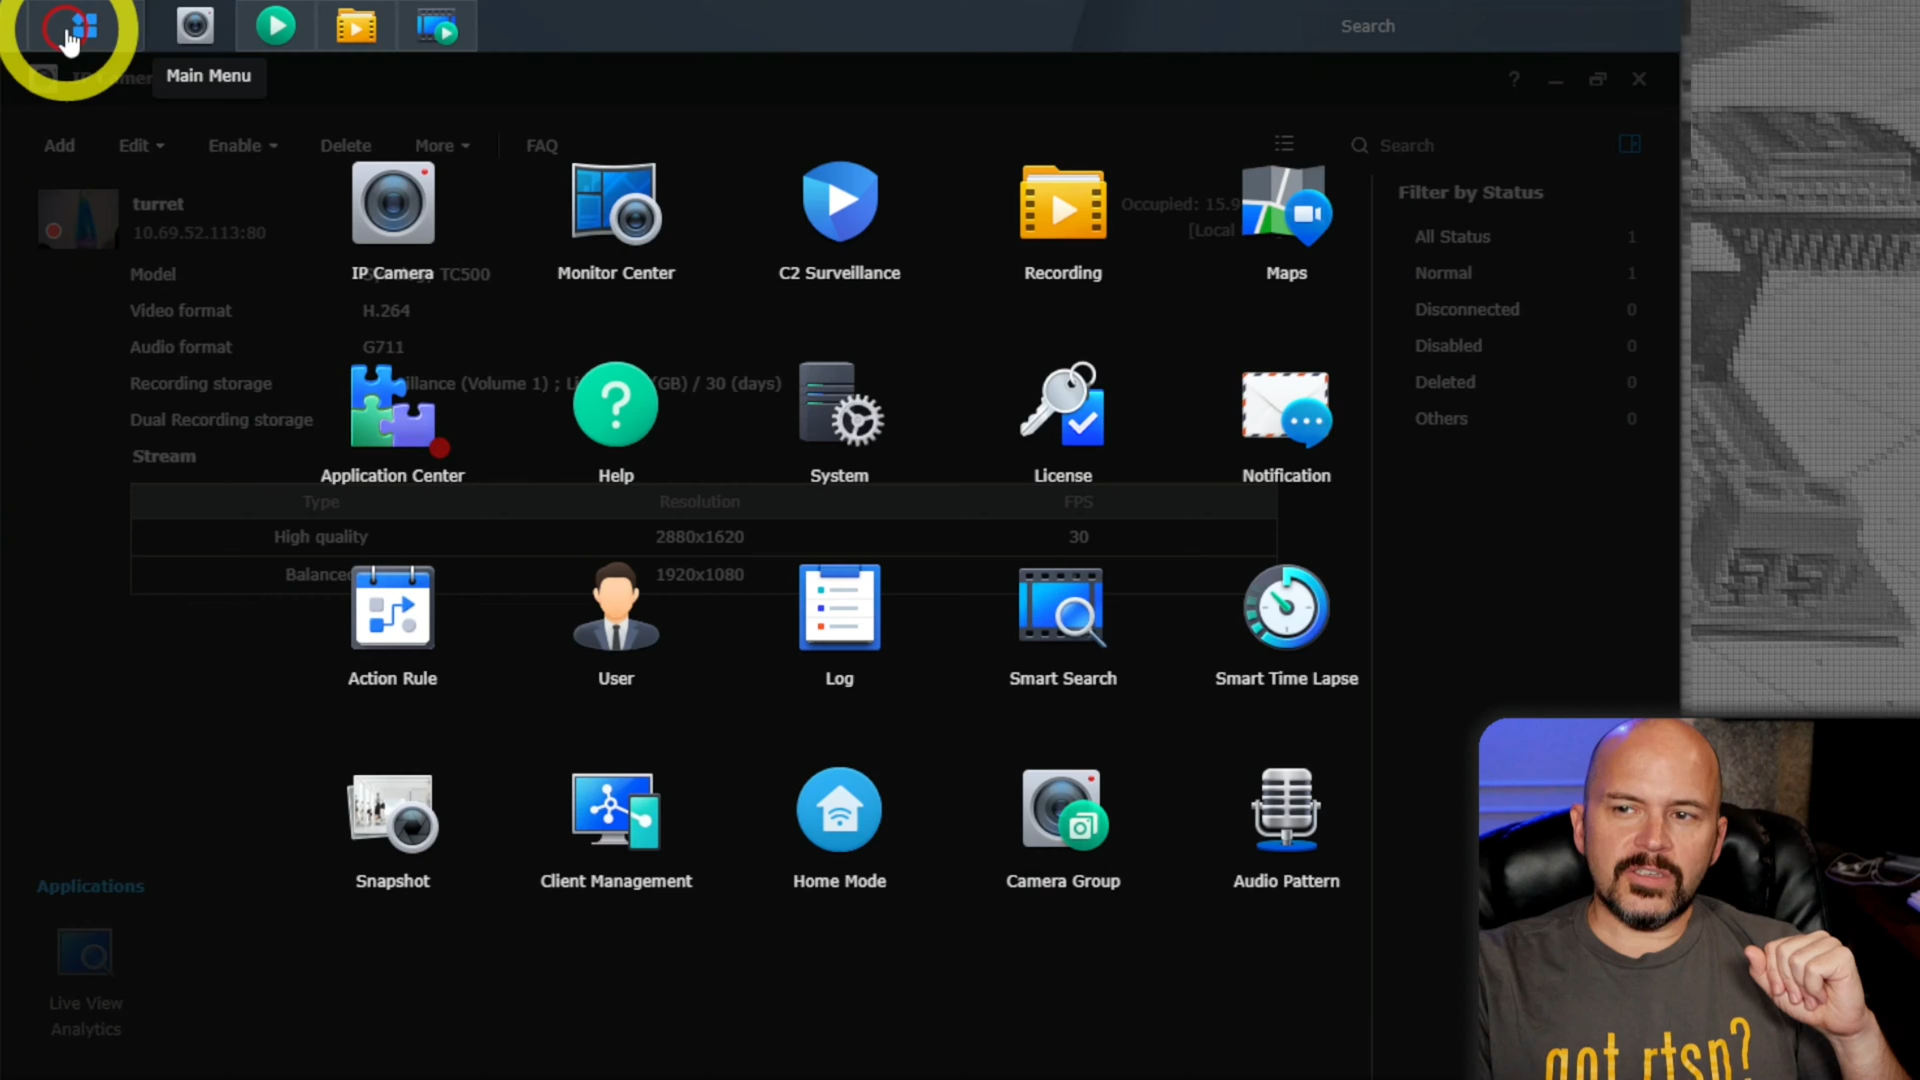 Search
IP Camer
Main Menu
Add
Edit
Enable
Delete
More
FAQ
Search
turret
10.69.52.113:80
Occupied: 15.9
[Local
Filter by Status
All Status 1
Normal 1
Disconnected 0
Disabled 0
Deleted 0
Others 0
IP Camera
Monitor Center
C2 Surveillance
Recording
Maps
Model TC500
Video format H.264
Audio format G711
Recording storage illance (Volume 1) ; Li (GB) / 30 (days)
Dual Recording storage
Stream
Application Center
Help
System
License
Notification
Type Resolution FPS
High quality 2880x1620 30
Balanced 1920x1080
Action Rule
User
Log
Smart Search
Smart Time Lapse
Snapshot
Client Management
Home Mode
Camera Group
Audio Pattern
Applications
Live View
Analytics
got rtsp?